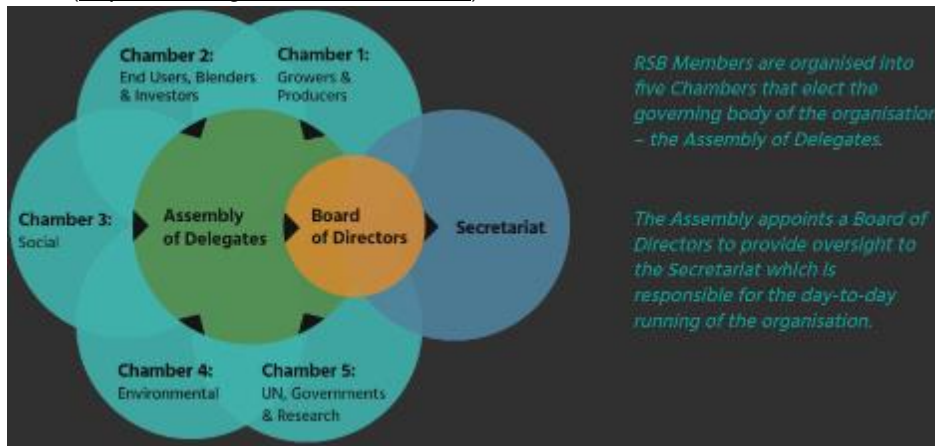 Chamber 2:
End Users, Blenders
& Investors
Chamber 1:
Growers &
Producers
Chamber 3:
Social
Assembly
of Delegates
Board
of Directors
Secretariat
Chamber 4:
Environmental
Chamber 5:
UN, Governments
& Research
RSB Members are organised into
five Chambers that elect the
governing body of the organisation
– the Assembly of Delegates.
The Assembly appoints a Board of
Directors to provide oversight to
the Secretariat which is
responsible for the day-to-day
running of the organisation.